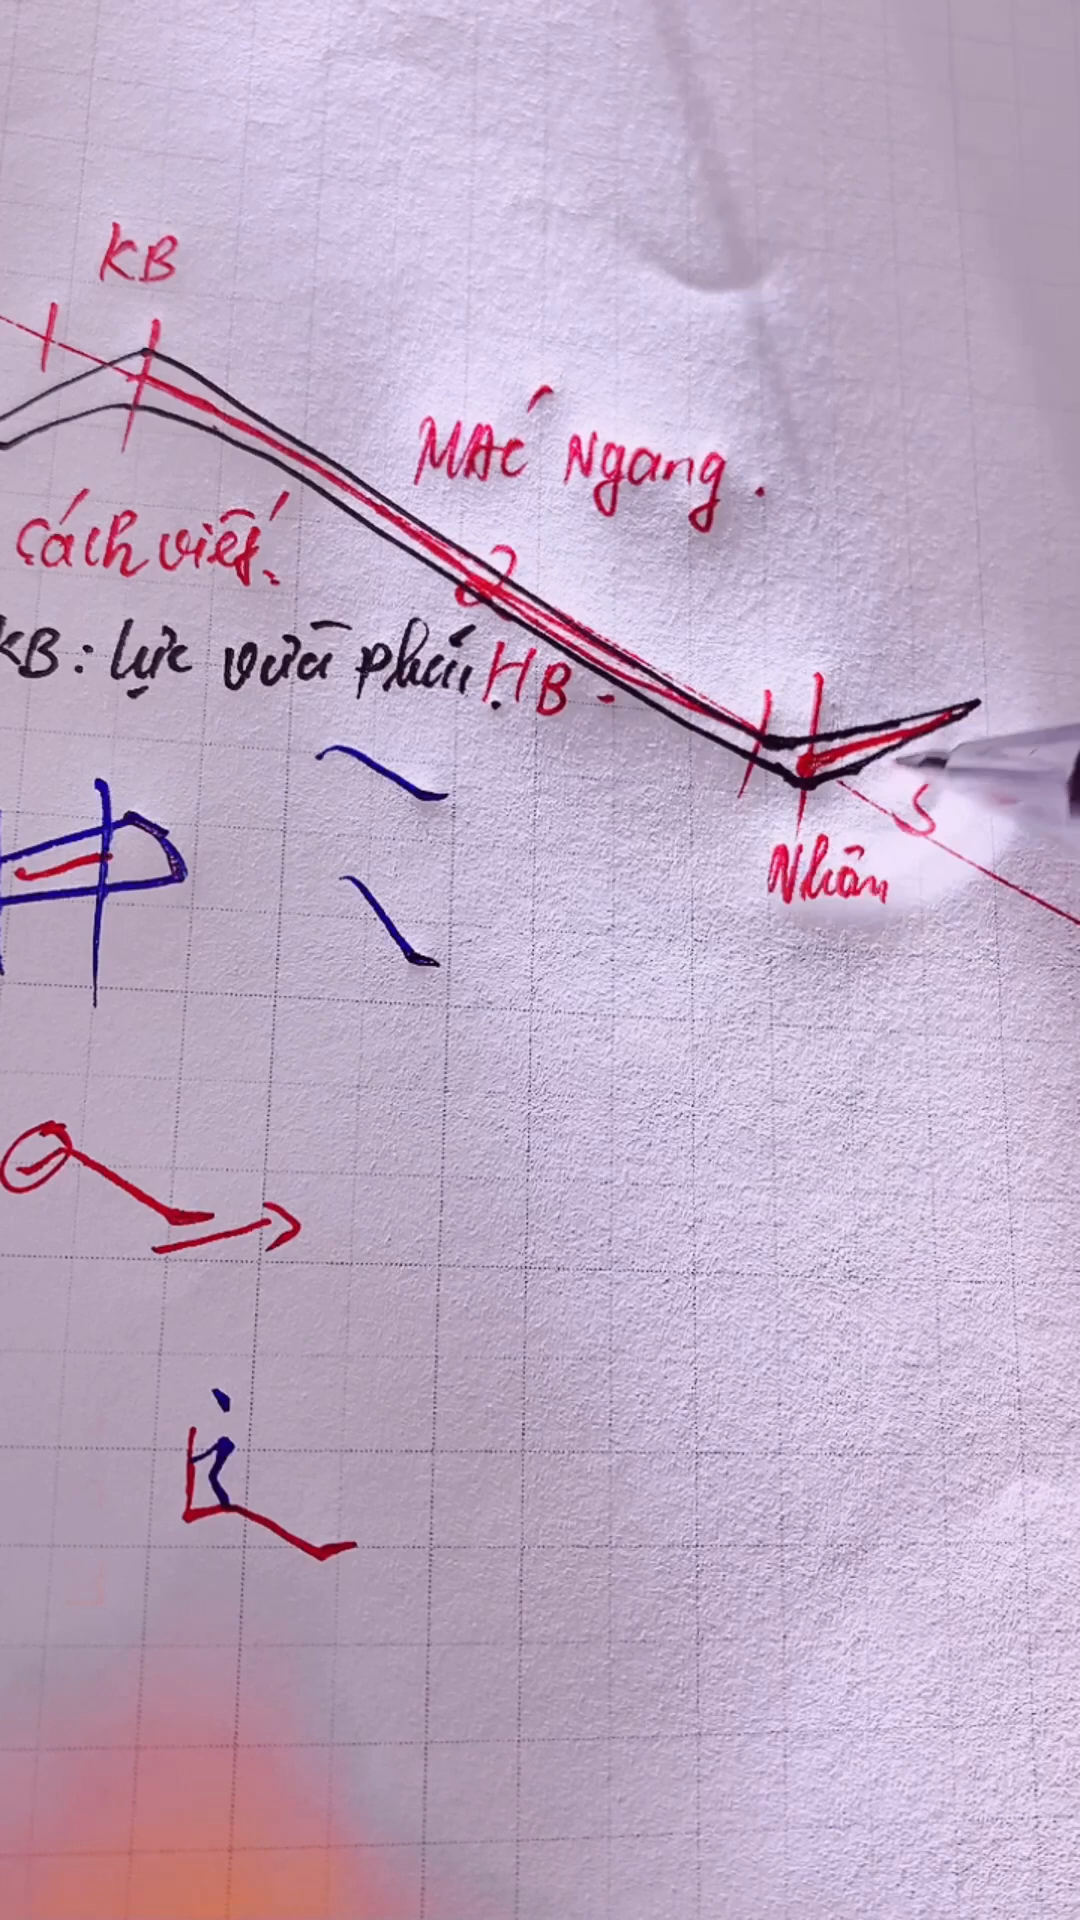 KB
MÁC Ngang.
Cách viết:
KB: lực vừa phải.
HB -
Nhấn